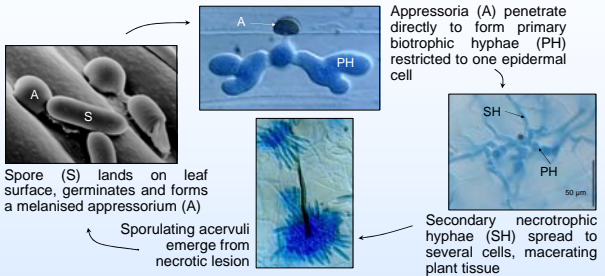 A
S
Spore (S) lands on leaf
surface, germinates and forms
a melanised appressorium (A)
A
PH
Appressoria (A) penetrate
directly to form primary
biotrophic hyphae (PH)
restricted to one epidermal
cell
SH
PH
50 µm
Secondary necrotrophic
hyphae (SH) spread to
several cells, macerating
plant tissue
Sporulating acervuli
emerge from
necrotic lesion